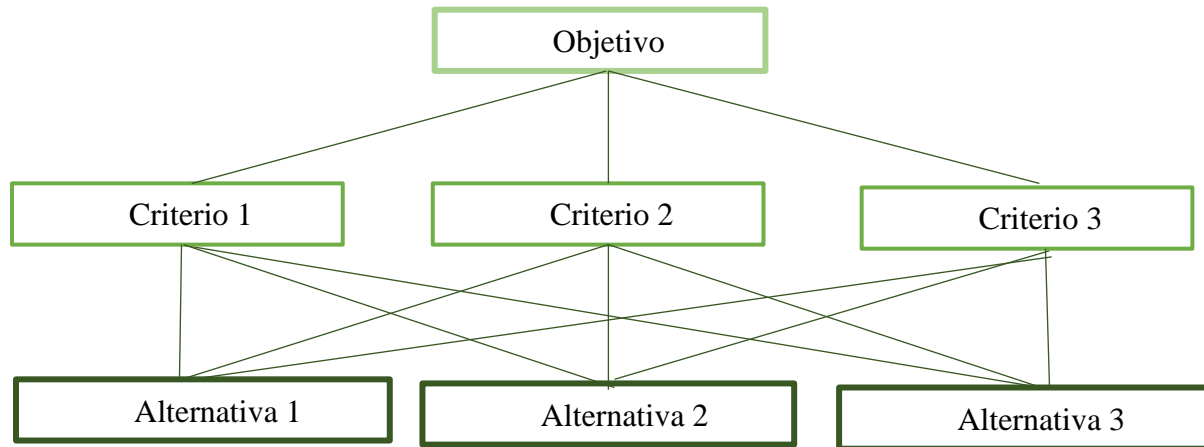 Objetivo
Criterio 1
Criterio 2
Criterio 3
Alternativa 1
Alternativa 2
Alternativa 3